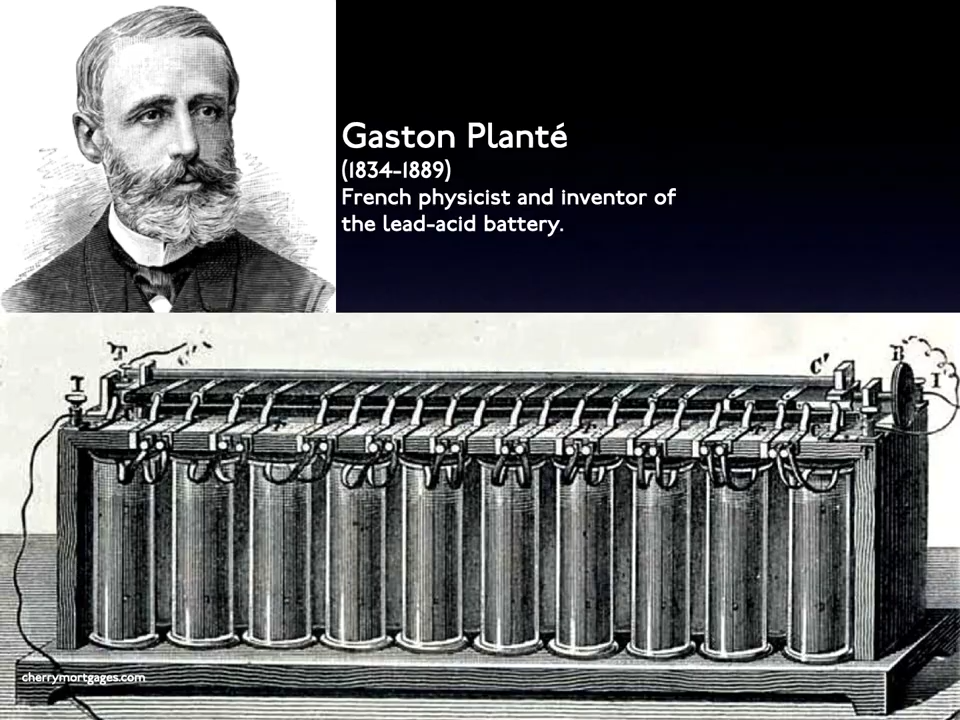 Gaston Planté
(1834-1889)
French physicist and inventor of
the lead-acid battery.
T
C'
C'
B
I
I
cherrymortgages.com